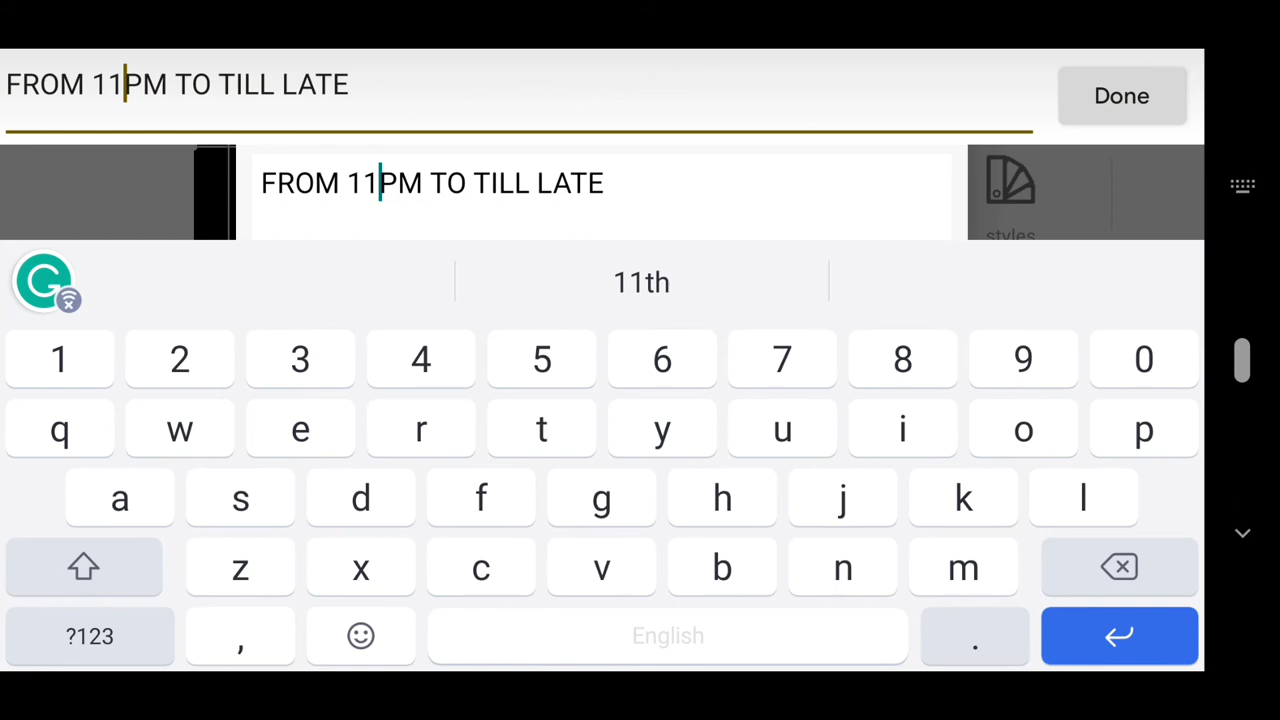 FROM 11PM TO TILL LATE
Done
FROM 11PM TO TILL LATE
styles
11th
1 2 3 4 5 6 7 8 9 0
q w e r t y u i o p
a s d f g h j k l
z x c v b n m
?123 , English .